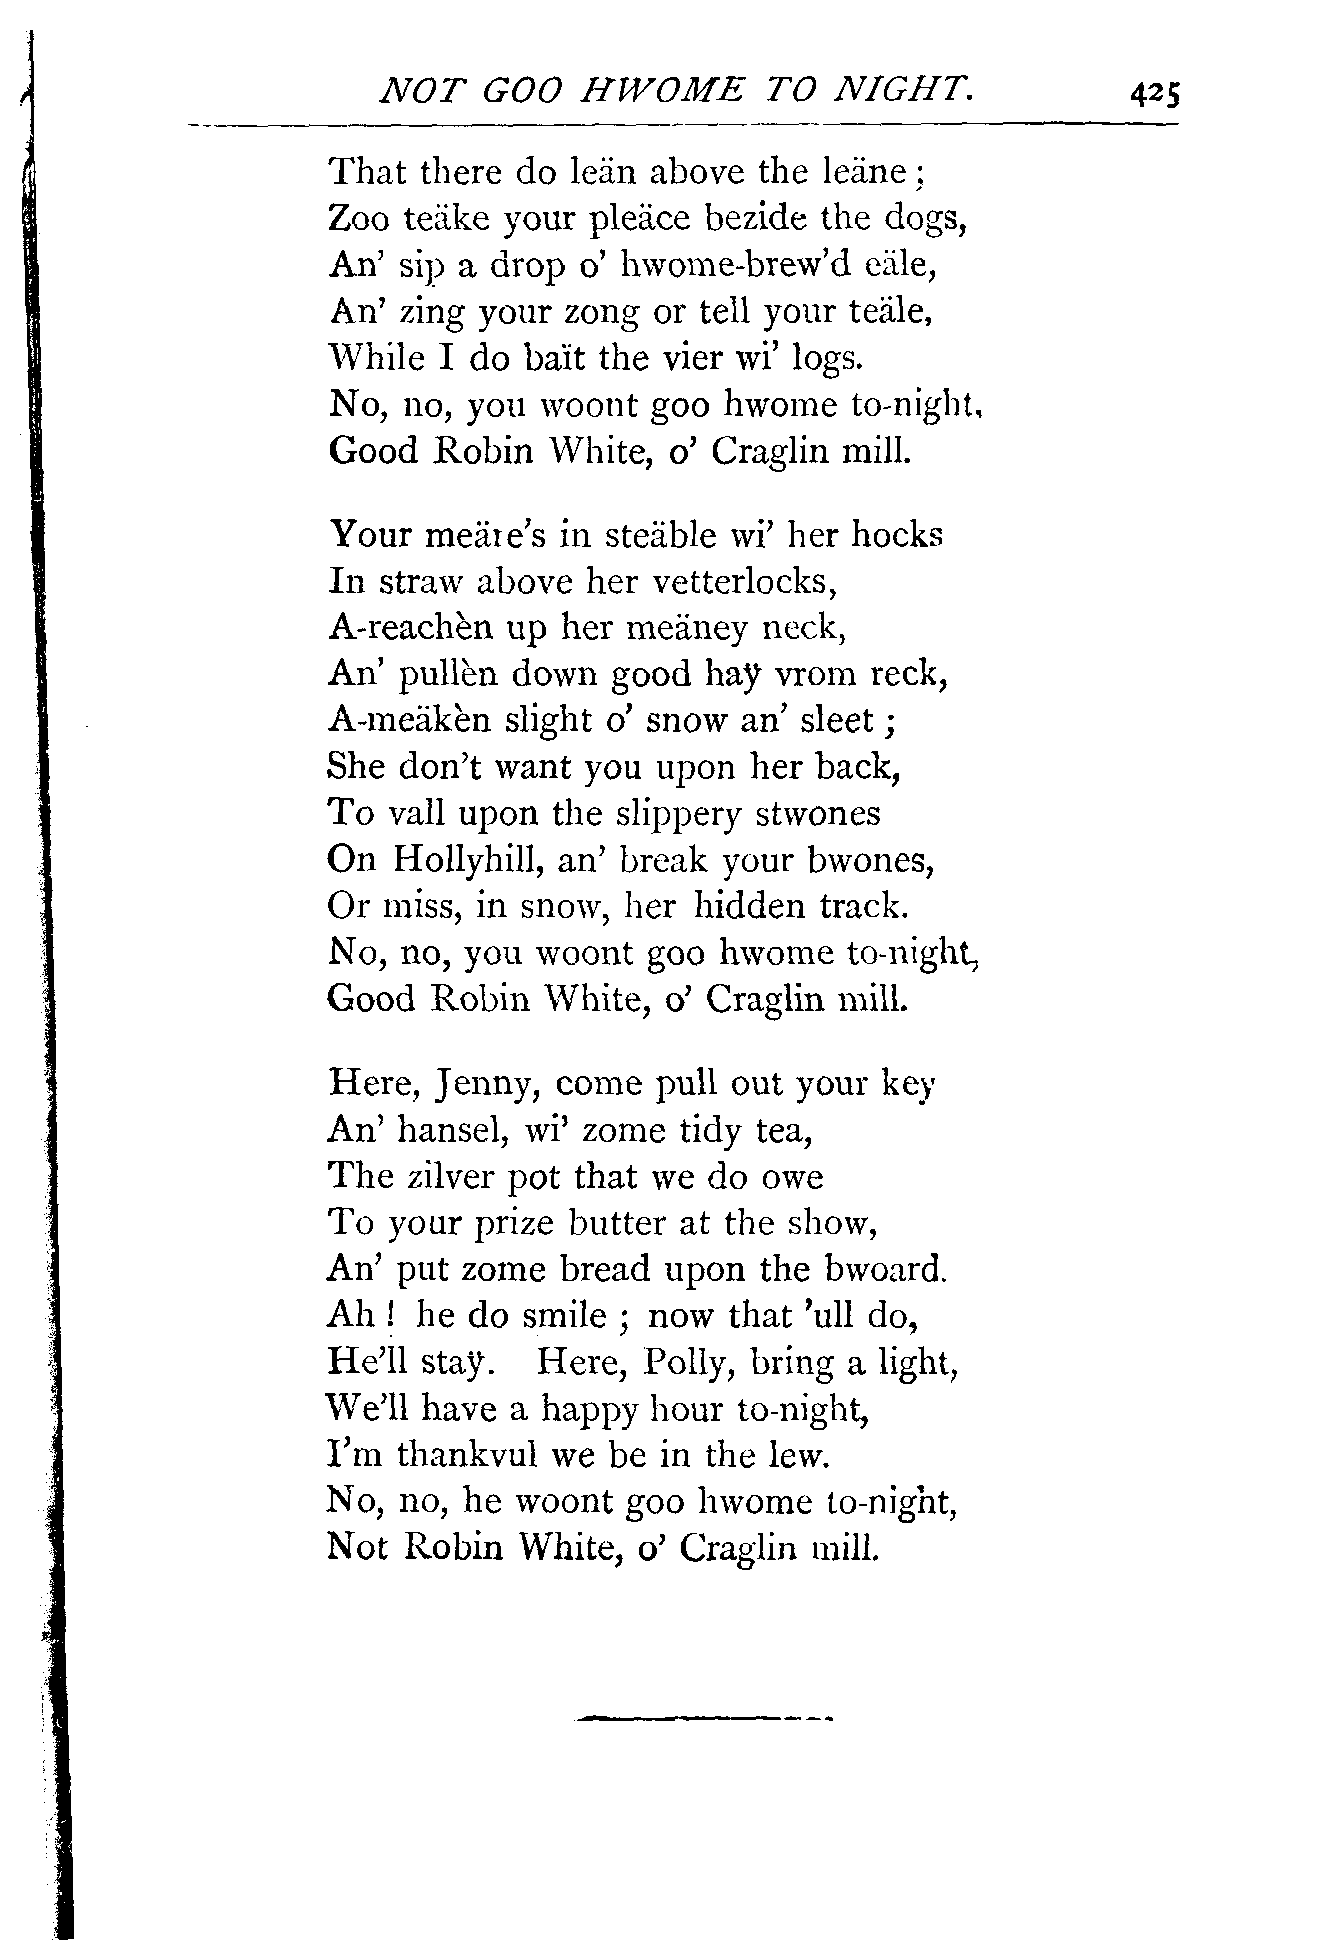 NOT GOO HWOME TO NIGHT. 425
That there do leän above the leäne ;
Zoo teäke your pleäce bezide the dogs,
An' sip a drop o' hwome-brew'd eäle,
An' zing your zong or tell your teäle,
While I do baït the vier wi' logs.
No, no, you woont goo hwome to-night,
Good Robin White, o' Craglin mill.

Your meäre's in steäble wi' her hocks
In straw above her vetterlocks,
A-reachèn up her meäney neck,
An' pullèn down good haÿ vrom reck,
A-meäkèn slight o' snow an' sleet ;
She don't want you upon her back,
To vall upon the slippery stwones
On Hollyhill, an' break your bwones,
Or miss, in snow, her hidden track.
No, no, you woont goo hwome to-night,
Good Robin White, o' Craglin mill.

Here, Jenny, come pull out your key
An' hansel, wi' zome tidy tea,
The zilver pot that we do owe
To your prize butter at the show,
An' put zome bread upon the bwoard.
Ah ! he do smile ; now that 'ull do,
He'll staÿ. Here, Polly, bring a light,
We'll have a happy hour to-night,
I'm thankvul we be in the lew.
No, no, he woont goo hwome to-night,
Not Robin White, o' Craglin mill.